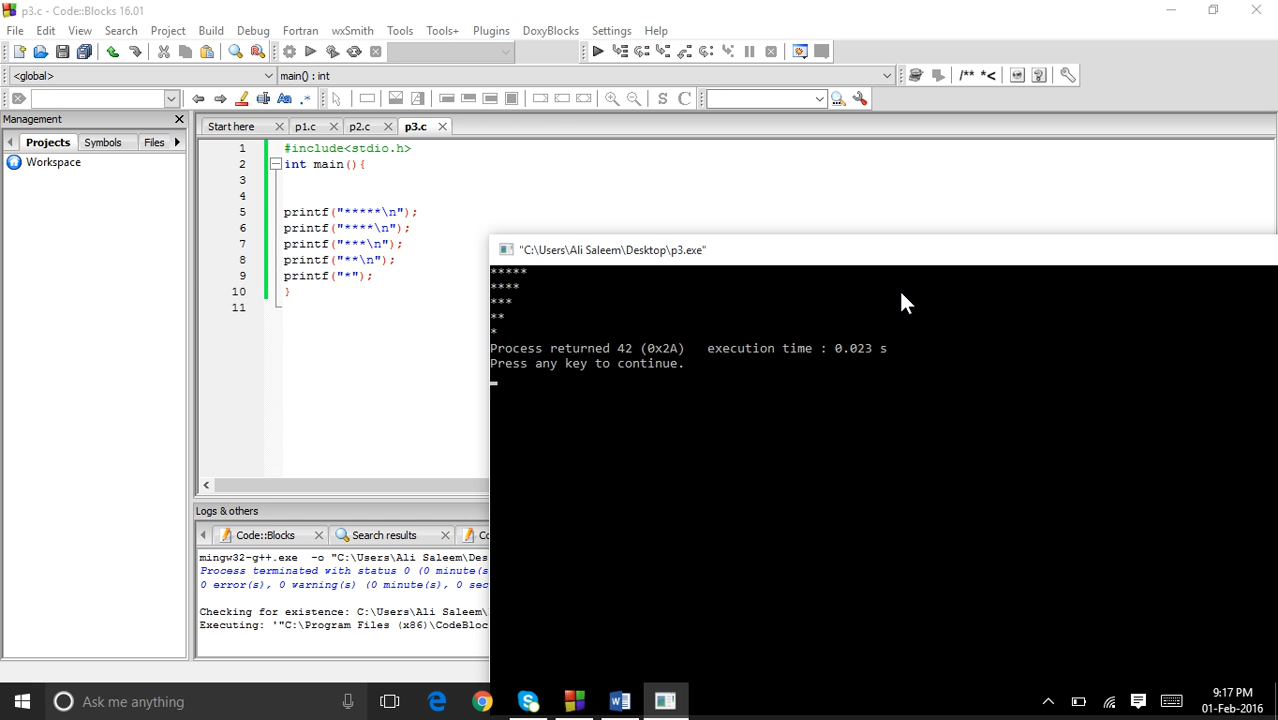 p3.c - Code::Blocks 16.01
File Edit View Search Project Build Debug Fortran wxSmith Tools Tools+ Plugins DoxyBlocks Settings Help
<global> main() : int
/** *<
S C
Management
Projects Symbols Files
Workspace
Start here p1.c p2.c p3.c
1 #include<stdio.h>
2 int main(){
3
4
5 printf("*****\n");
6 printf("****\n");
7 printf("***\n");
8 printf("**\n");
9 printf("*");
10 }
11
"C:\Users\Ali Saleem\Desktop\p3.exe"
*****
****
***
**
*
Process returned 42 (0x2A) execution time : 0.023 s
Press any key to continue.
Logs & others
Code::Blocks Search results Co
mingw32-g++.exe -o "C:\Users\Ali Saleem\Des
Process terminated with status 0 (0 minute(s
0 error(s), 0 warning(s) (0 minute(s), 0 sec
Checking for existence: C:\Users\Ali Saleem\
Executing: '"C:\Program Files (x86)\CodeBloc
Ask me anything
9:17 PM
01-Feb-2016